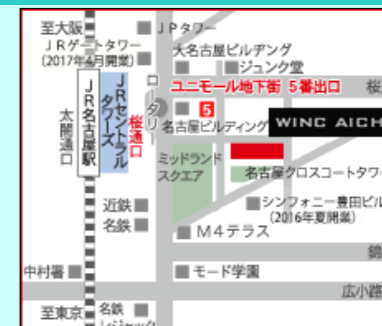 至大阪
JPタワー
JRゲートタワー
(2017年4月開業)
大名古屋ビルヂング
ジュンク堂
ユニモール地下街 5番出口
桜
ロータリー
5
名古屋ビルディング
WINC AICH
JR名古屋駅
JRセントラル
タワーズ
桜通口
太閤通口
ミッドランド
スクエア
名古屋クロスコートタワ
近鉄
名鉄
シンフォニー豊田ビル
(2016年夏開業)
M4テラス
錦
中村署
モード学園
広小路
至東京
名鉄